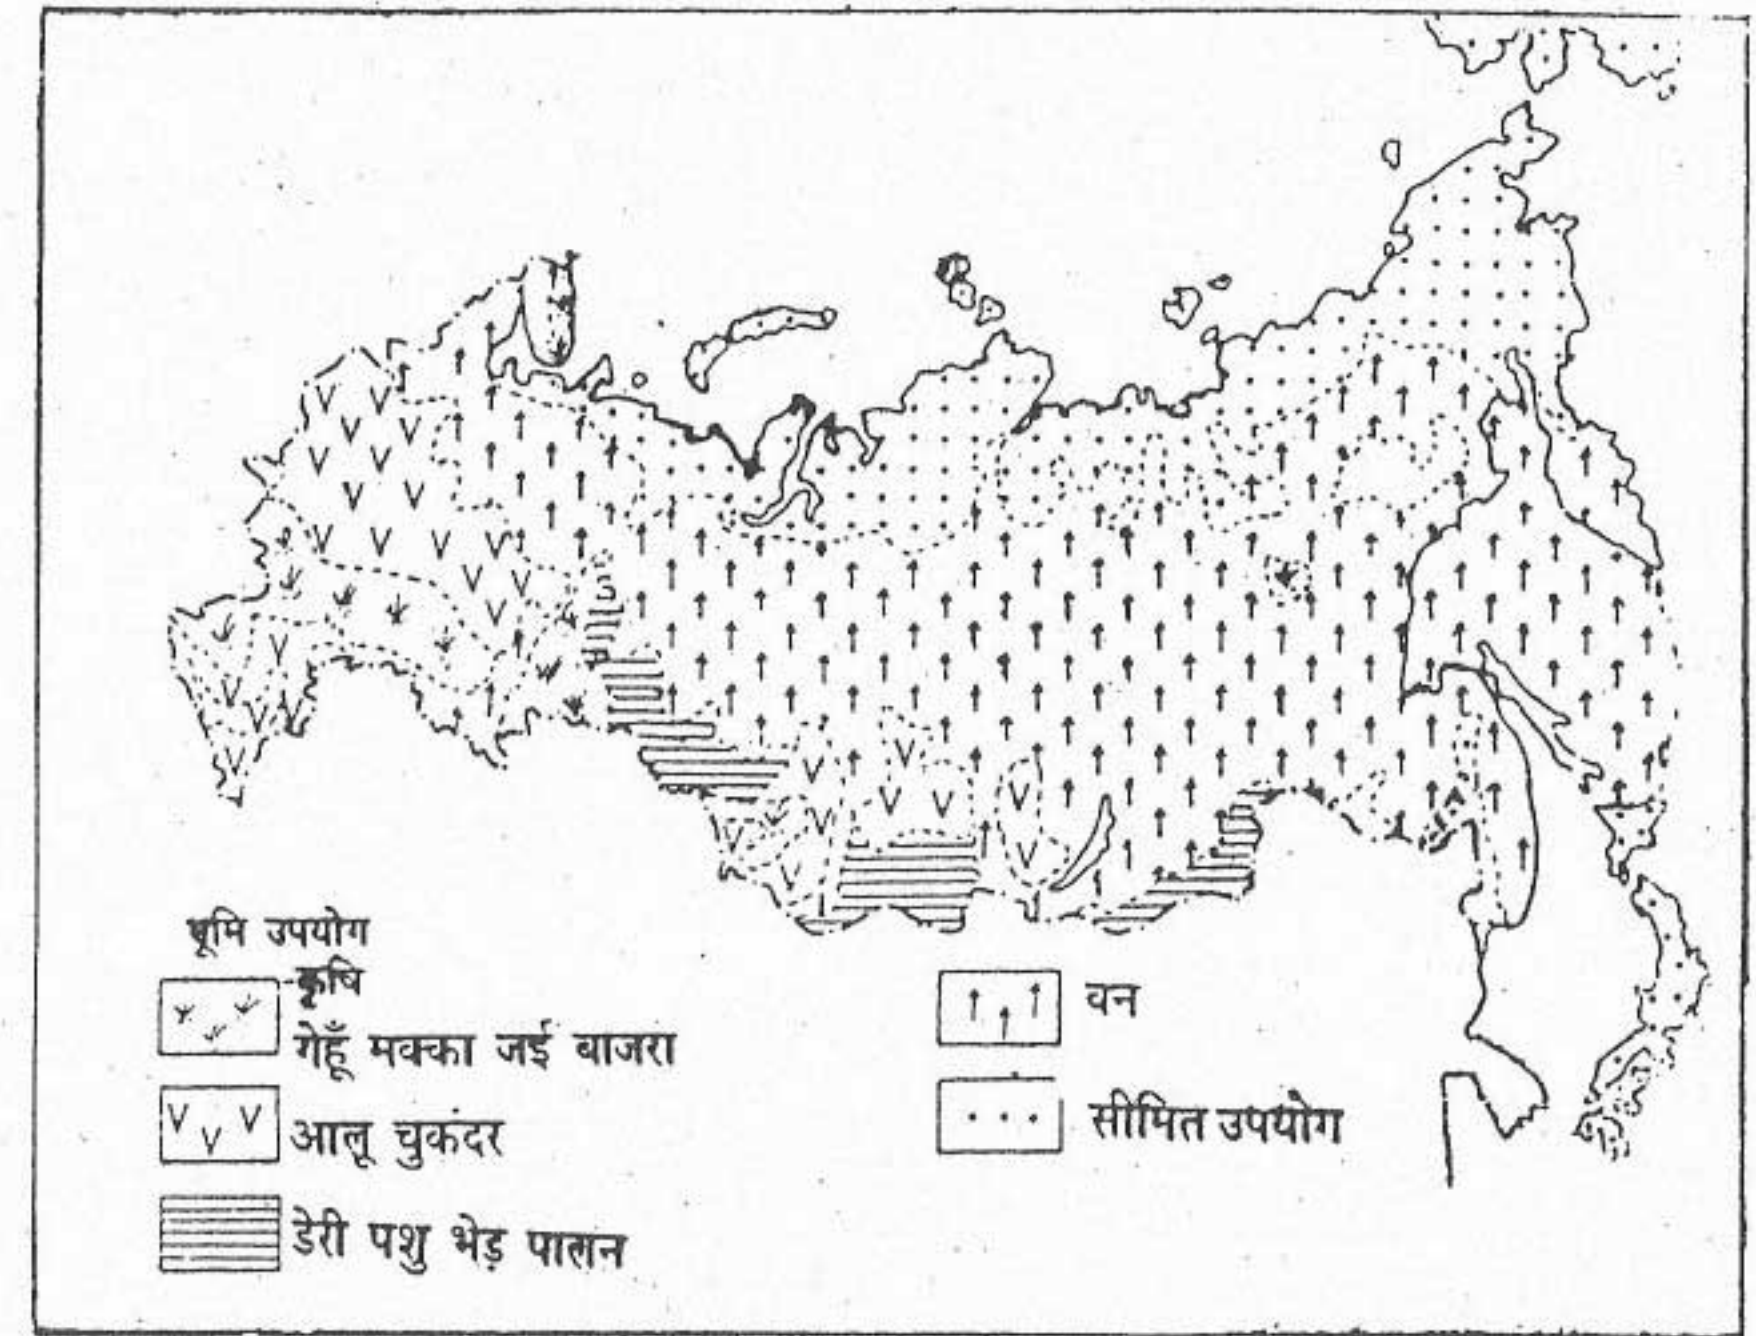 भूमि उपयोग
कृषि
गेहूँ मक्का जई बाजरा
आलू चुकंदर
डेरी पशु भेड़ पालन
वन
सीमित उपयोग